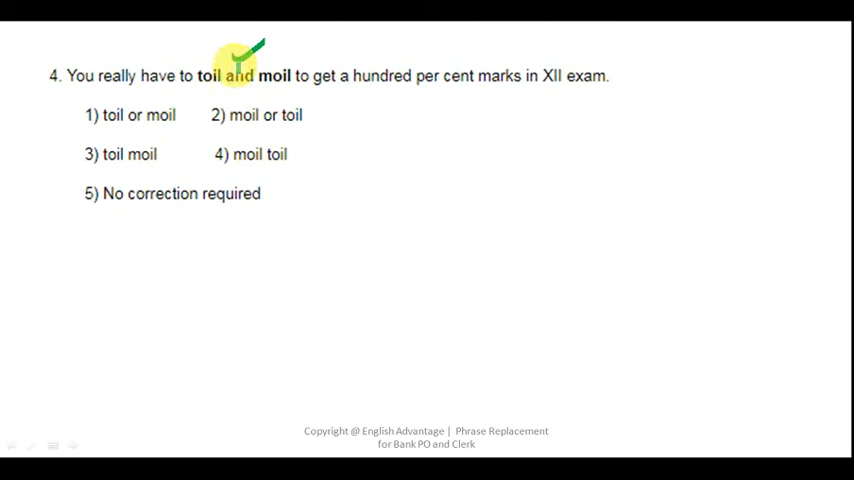 4. You really have to toil and moil to get a hundred per cent marks in XII exam.
1) toil or moil 2) moil or toil
3) toil moil 4) moil toil
5) No correction required
Copyright @ English Advantage | Phrase Replacement
for Bank PO and Clerk